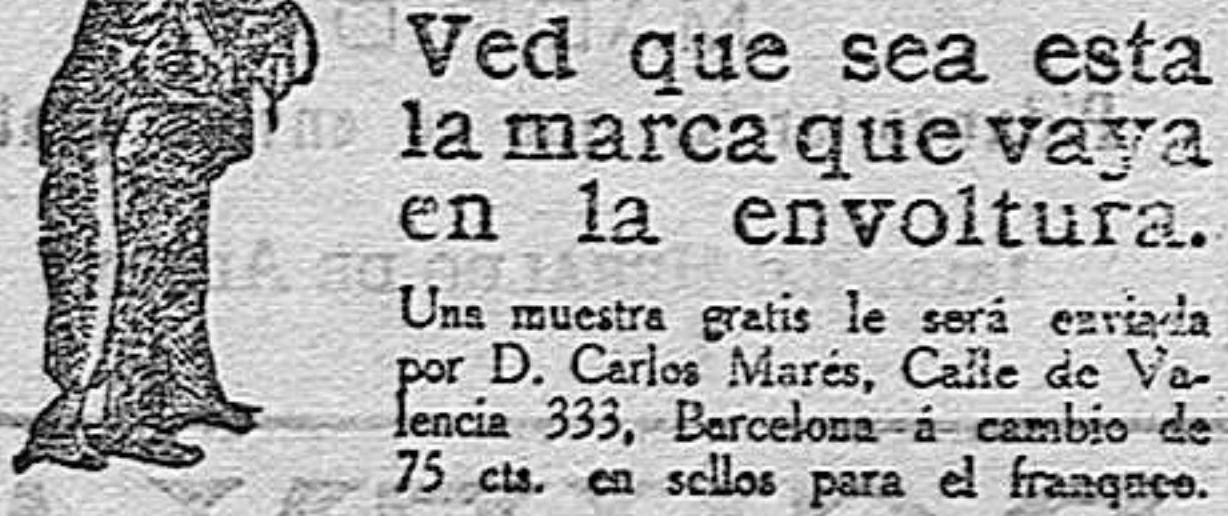 Ved que sea esta
la marca que vaya
en la envoltura.
Una muestra gratis le será enviada
por D. Carlos Marés, Calle de Va-
lencia 333, Barcelona á cambio de
75 cts. en sellos para el franqueo.